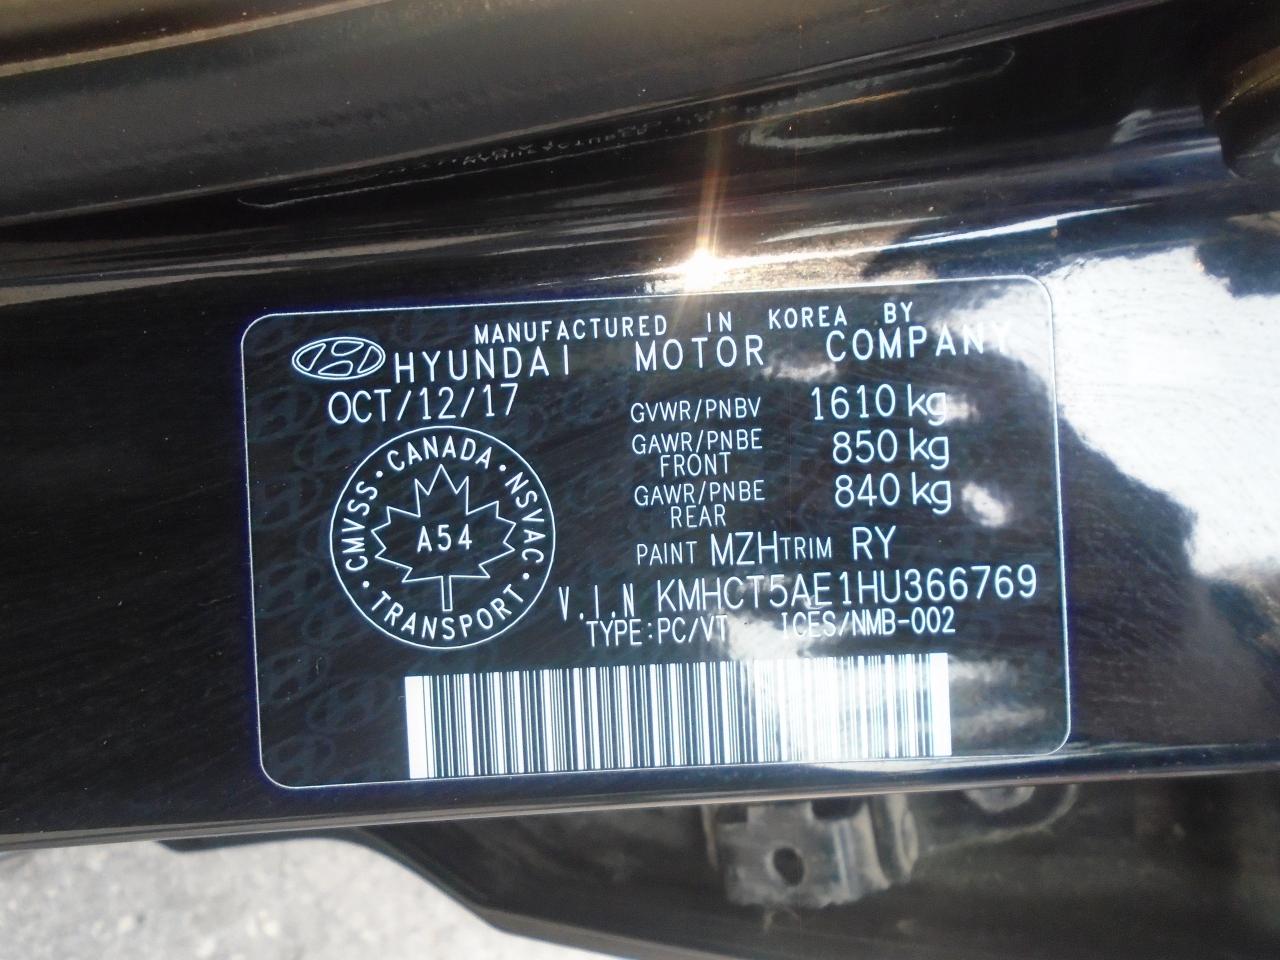 MANUFACTURED IN KOREA BY
HYUNDAI MOTOR COMPANY
OCT/12/17
GVWR/PNBV 1610 kg
GAWR/PNBE FRONT 850 kg
GAWR/PNBE REAR 840 kg
PAINT MZH TRIM RY
V.I.N KMHCT5AE1HU366769
TYPE:PC/VT ICES/NMB-002
CANADA · NSVAC · TRANSPORT · CMVSS ·
A54